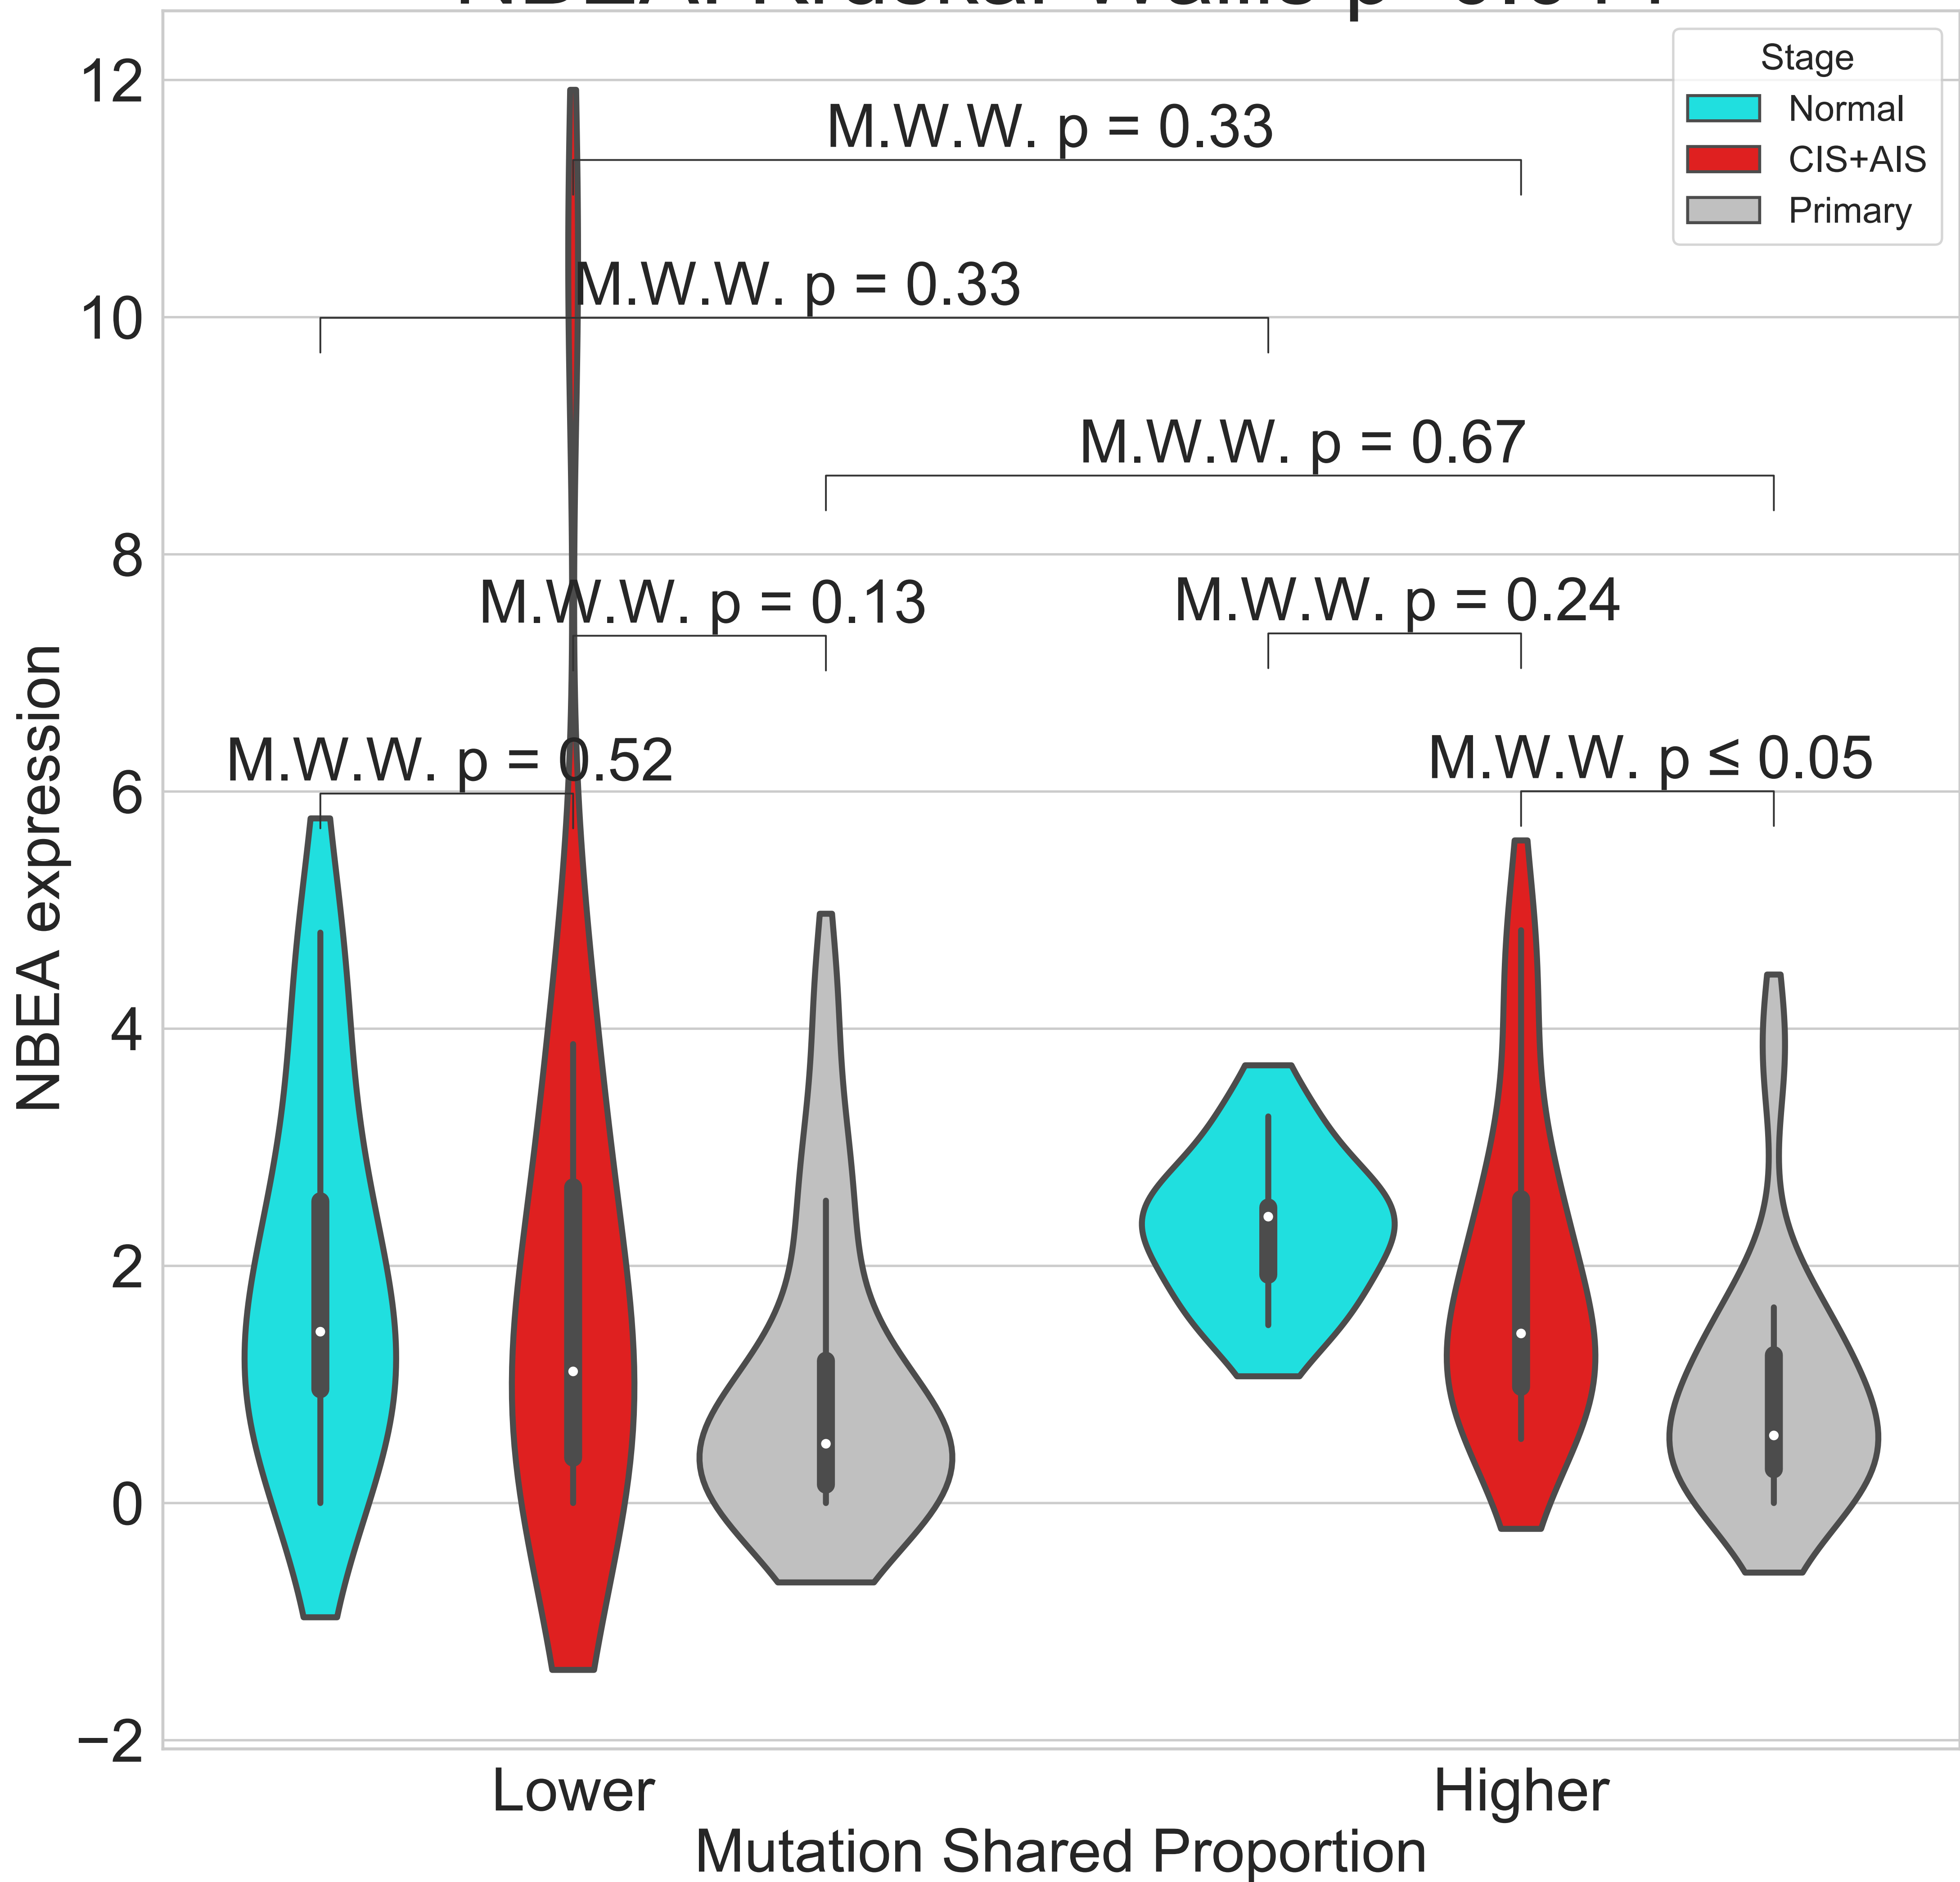 12
10
8
6
4
2
0
−2
NBEA expression
Stage
Normal
CIS+AIS
Primary
M.W.W. p = 0.33
M.W.W. p = 0.33
M.W.W. p = 0.67
M.W.W. p = 0.13
M.W.W. p = 0.24
M.W.W. p = 0.52
M.W.W. p ≤ 0.05
Lower
Higher
Mutation Shared Proportion